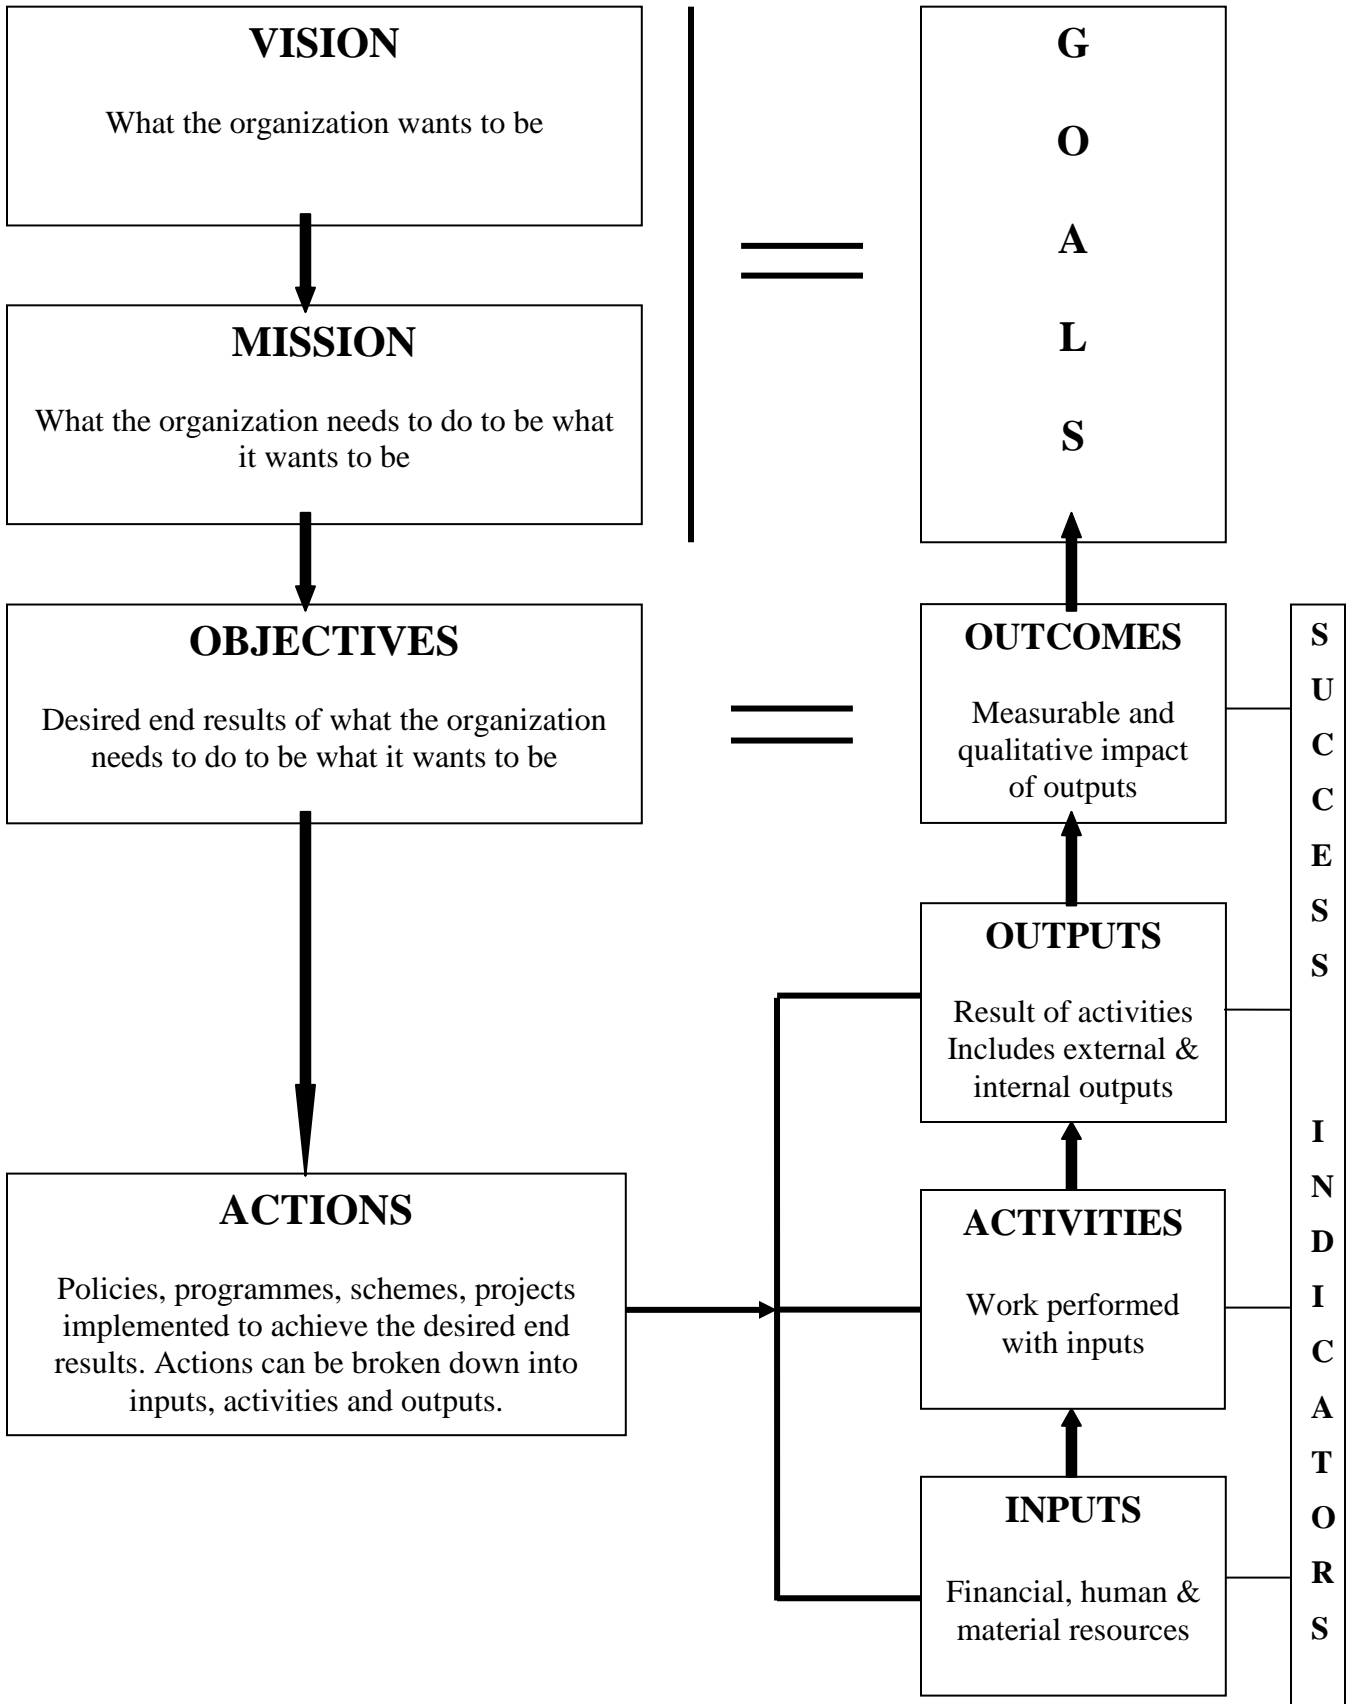 VISION
What the organization wants to be
MISSION
What the organization needs to do to be what
it wants to be
OBJECTIVES
Desired end results of what the organization
needs to do to be what it wants to be
ACTIONS
Policies, programmes, schemes, projects
implemented to achieve the desired end
results. Actions can be broken down into
inputs, activities and outputs.
G
O
A
L
S
OUTCOMES
Measurable and
qualitative impact
of outputs
OUTPUTS
Result of activities
Includes external &
internal outputs
ACTIVITIES
Work performed
with inputs
INPUTS
Financial, human &
material resources
S
U
C
C
E
S
S
I
N
D
I
C
A
T
O
R
S